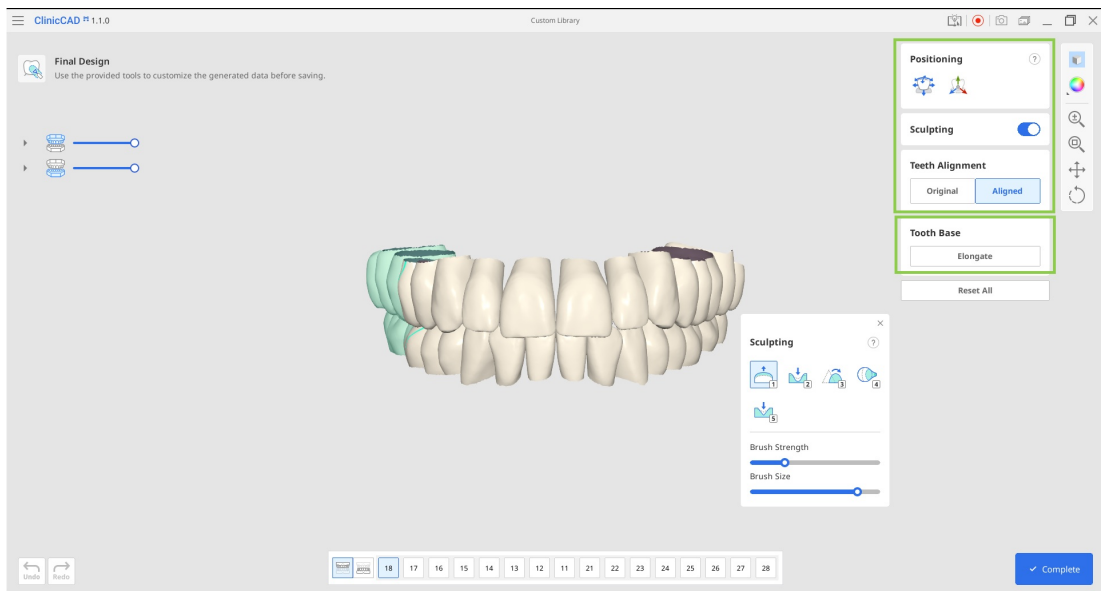 ClinicCAD 1.1.0
Custom Library
Final Design
Use the provided tools to customize the generated data before saving.
Positioning
?
Sculpting
Teeth Alignment
Original Aligned
Tooth Base
Elongate
Reset All
Sculpting
?
1 2 3 4
5
Brush Strength
Brush Size
Undo Redo
18 17 16 15 14 13 12 11 21 22 23 24 25 26 27 28
Complete